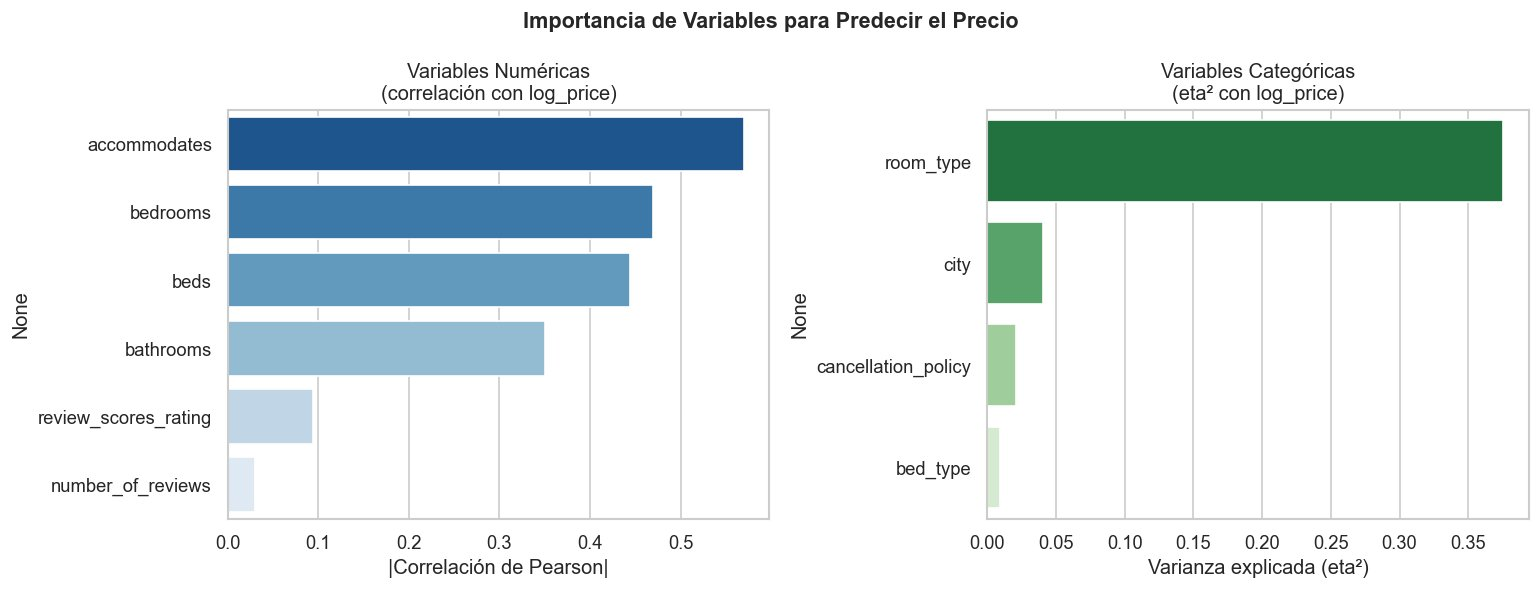 Importancia de Variables para Predecir el Precio
Variables Numéricas
(correlación con log_price)
accommodates
bedrooms
beds
bathrooms
review_scores_rating
number_of_reviews
None
0.0 0.1 0.2 0.3 0.4 0.5
|Correlación de Pearson|
Variables Categóricas
(eta² con log_price)
room_type
city
cancellation_policy
bed_type
None
0.00 0.05 0.10 0.15 0.20 0.25 0.30 0.35
Varianza explicada (eta²)